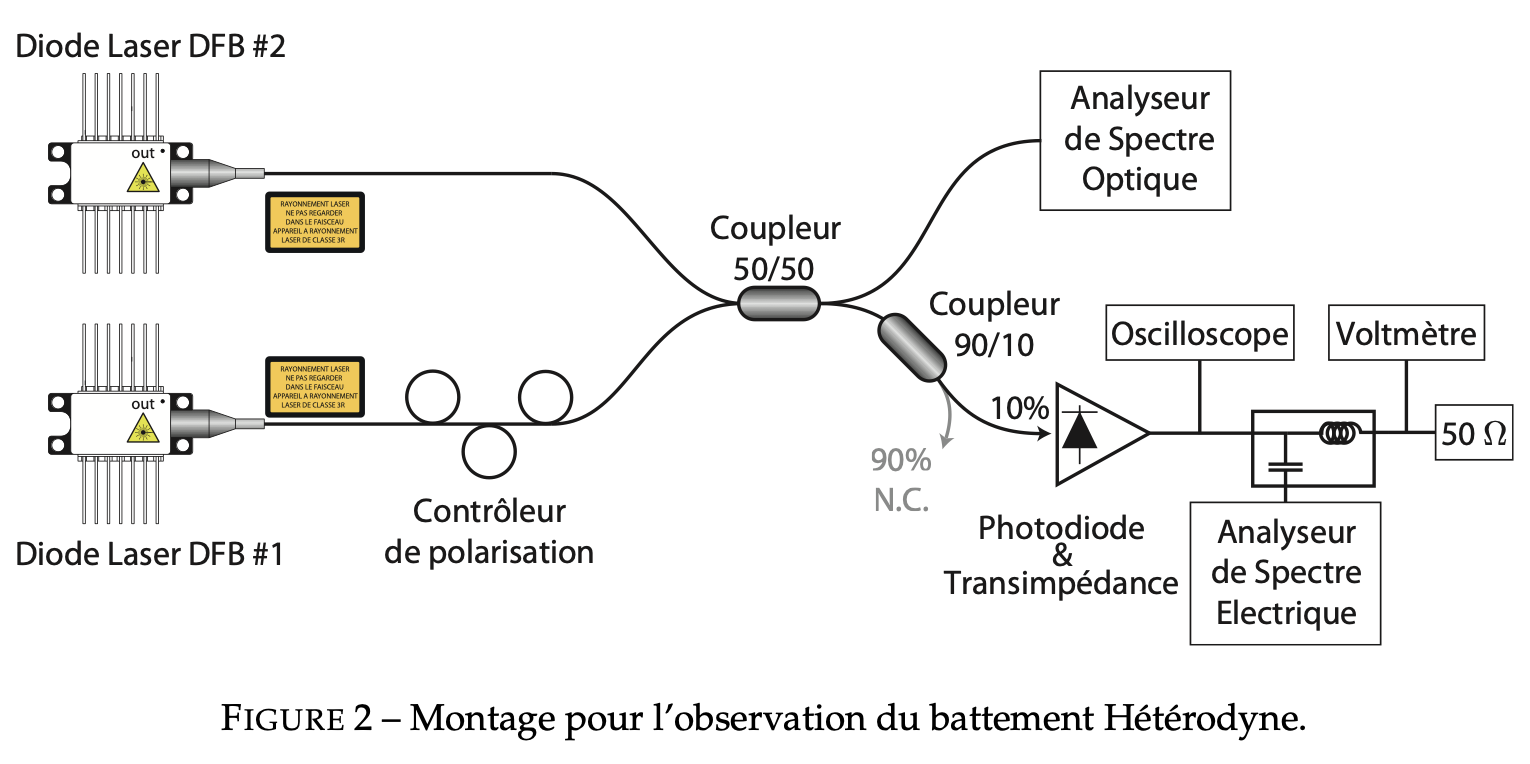 Diode Laser DFB #2
out
RAYONNEMENT LASER
NE PAS REGARDER
DANS LE FAISCEAU
APPAREIL A RAYONNEMENT
LASER DE CLASSE 3R
Analyseur
de Spectre
Optique
Coupleur
50/50
Coupleur
90/10
Oscilloscope
Voltmètre
RAYONNEMENT LASER
NE PAS REGARDER
DANS LE FAISCEAU
APPAREIL A RAYONNEMENT
LASER DE CLASSE 3R
out
10%
50 Ω
90%
N.C.
Contrôleur
de polarisation
Diode Laser DFB #1
Photodiode
&
Transimpédance
Analyseur
de Spectre
Electrique
FIGURE 2 – Montage pour l'observation du battement Hétérodyne.